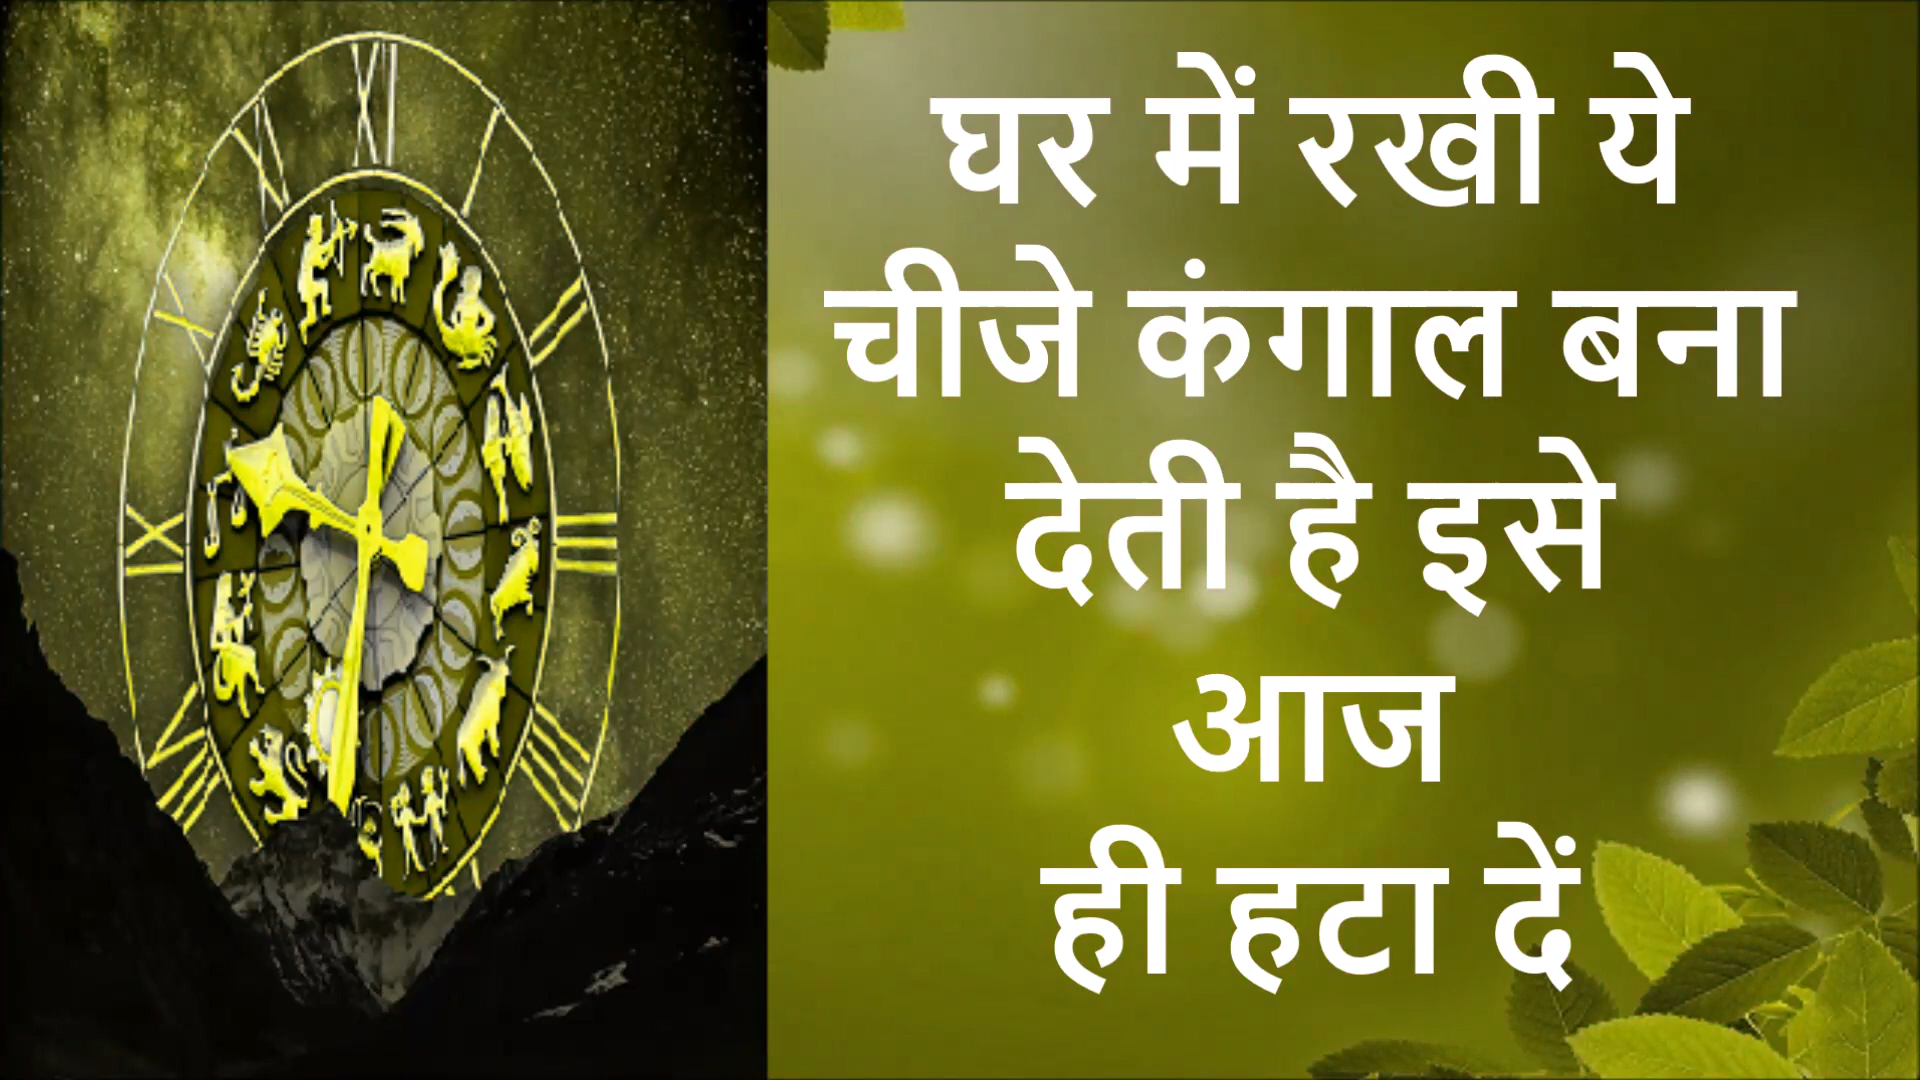 घर में रखी ये
चीजे कंगाल बना
देती है इसे
आज
ही हटा दें